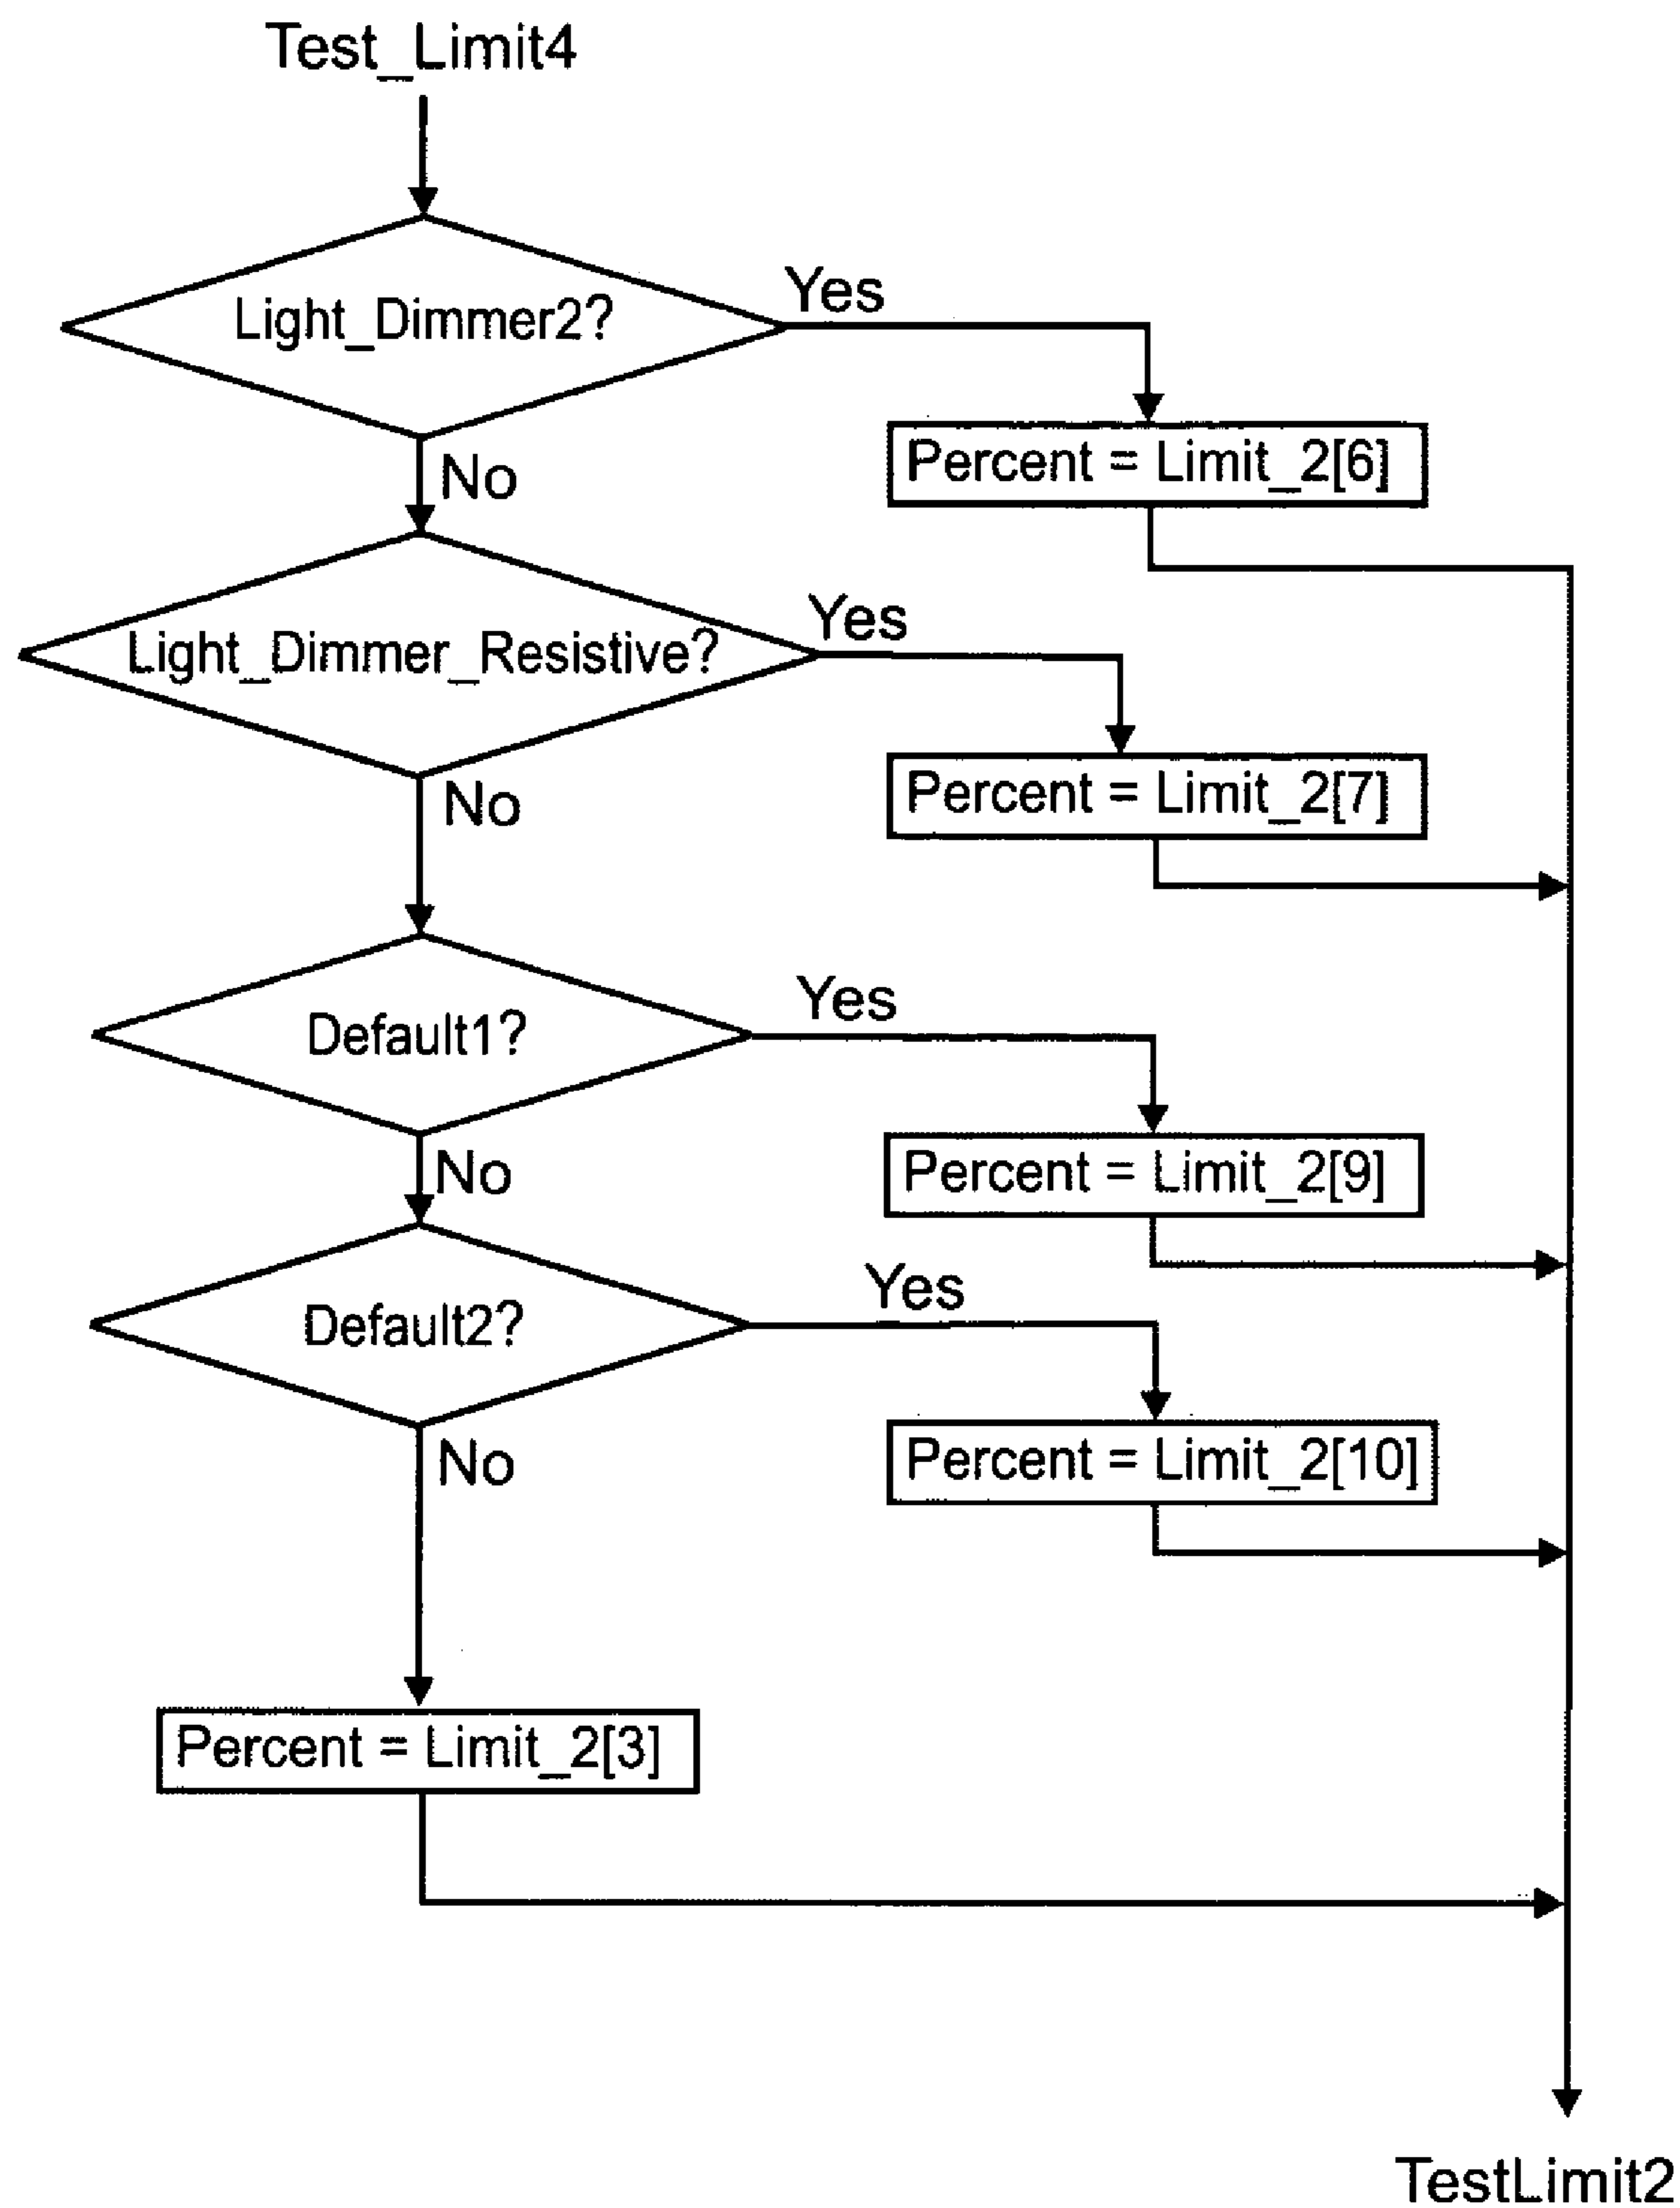 Test_Limit4
Light_Dimmer2?
Yes
Percent = Limit_2[6]
No
Light_Dimmer_Resistive?
Yes
Percent = Limit_2[7]
No
Default1?
Yes
Percent = Limit_2[9]
No
Default2?
Yes
Percent = Limit_2[10]
No
Percent = Limit_2[3]
TestLimit2